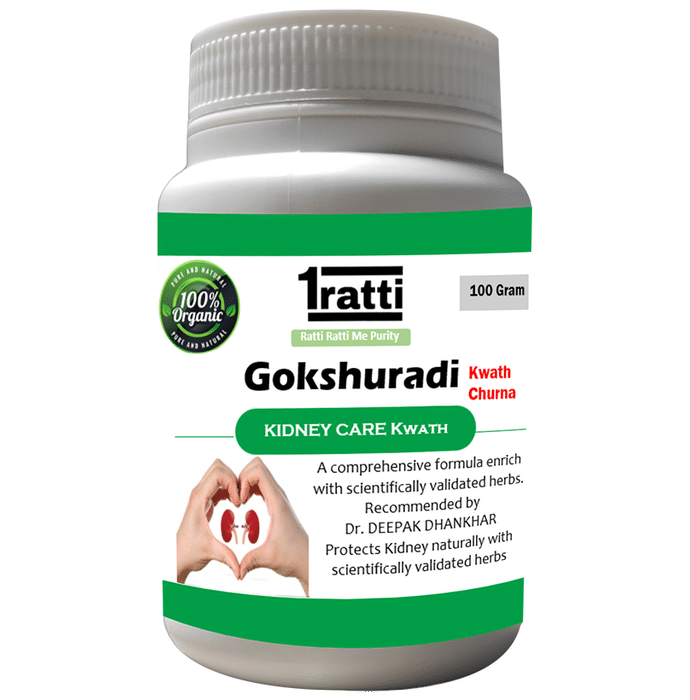 PURE AND NATURAL
100%
Organic
PURE AND NATURAL
1ratti
Ratti Ratti Me Purity
100 Gram
Gokshuradi
Kwath
Churna
KIDNEY CARE KWATH
A comprehensive formula enrich
with scientifically validated herbs.
Recommended by
Dr. DEEPAK DHANKHAR
Protects Kidney naturally with
scientifically validated herbs